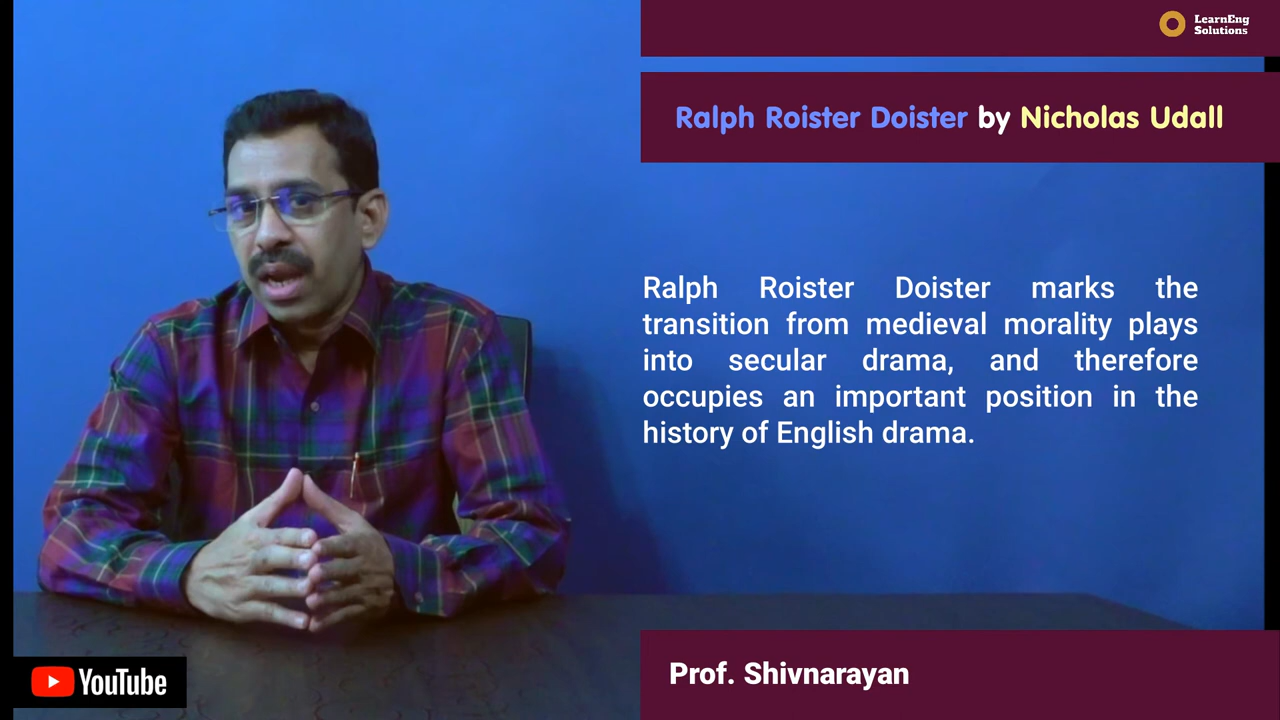 LearnEng
Solutions
Ralph Roister Doister by Nicholas Udall
Ralph Roister Doister marks the
transition from medieval morality plays
into secular drama, and therefore
occupies an important position in the
history of English drama.
Prof. Shivnarayan
YouTube